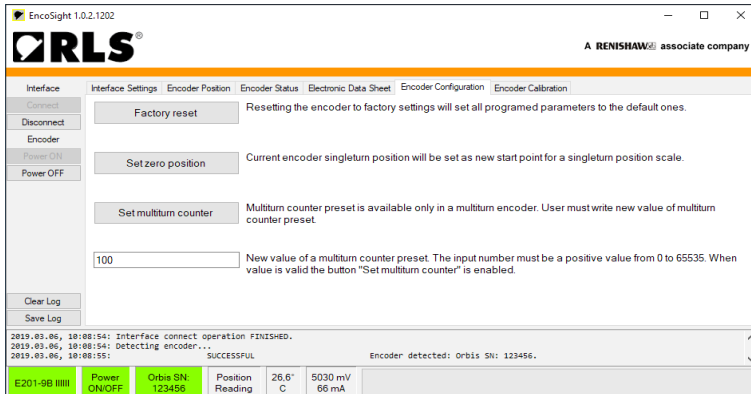 EncoSight 1.0.2.1202
RLS®
A RENISHAW associate company
Interface
Interface Settings Encoder Position Encoder Status Electronic Data Sheet Encoder Configuration Encoder Calibration
Connect
Disconnect
Encoder
Power ON
Power OFF
Factory reset
Resetting the encoder to factory settings will set all programed parameters to the default ones.
Set zero position
Current encoder singleturn position will be set as new start point for a singleturn position scale.
Set multiturn counter
Multiturn counter preset is available only in a multiturn encoder. User must write new value of multiturn
counter preset.
100
New value of a multiturn counter preset. The input number must be a positive value from 0 to 65535. When
value is valid the button "Set multiturn counter" is enabled.
Clear Log
Save Log
2019.03.06, 10:08:54: Interface connect operation FINISHED.
2019.03.06, 10:08:54: Detecting encoder...
2019.03.06, 10:08:55: SUCCESSFUL Encoder detected: Orbis SN: 123456.
E201-9B IIIIII
Power
ON/OFF
Orbis SN:
123456
Position
Reading
26,6°
C
5030 mV
66 mA